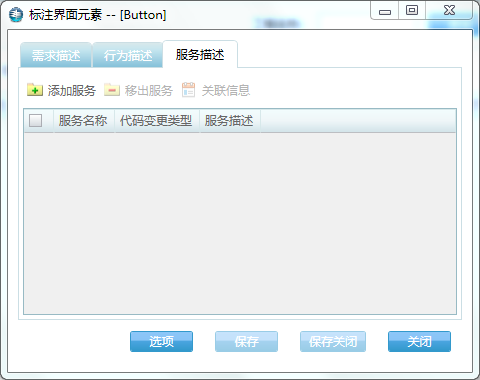 标注界面元素 -- [Button]
需求描述 行为描述 服务描述
添加服务 移出服务 关联信息
服务名称 代码变更类型 服务描述
选项 保存 保存关闭 关闭